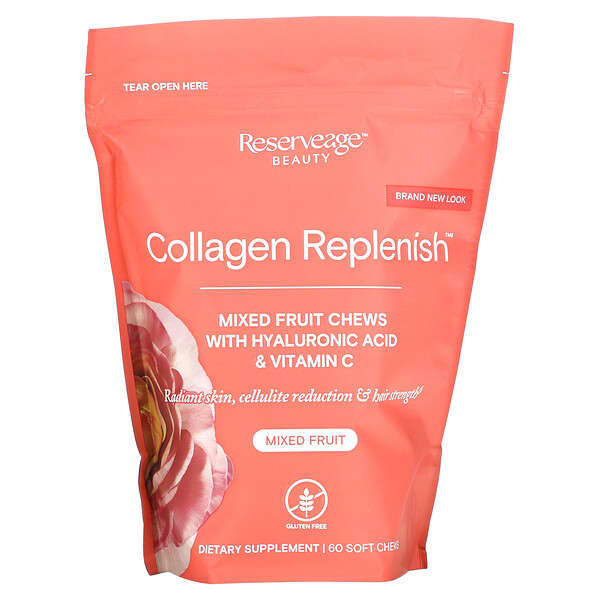 TEAR OPEN HERE
Reserveage™
BEAUTY
BRAND NEW LOOK
Collagen Replenish™
MIXED FRUIT CHEWS
WITH HYALURONIC ACID
& VITAMIN C
Radiant skin, cellulite reduction & hair strength
MIXED FRUIT
GLUTEN FREE
DIETARY SUPPLEMENT | 60 SOFT CHEWS